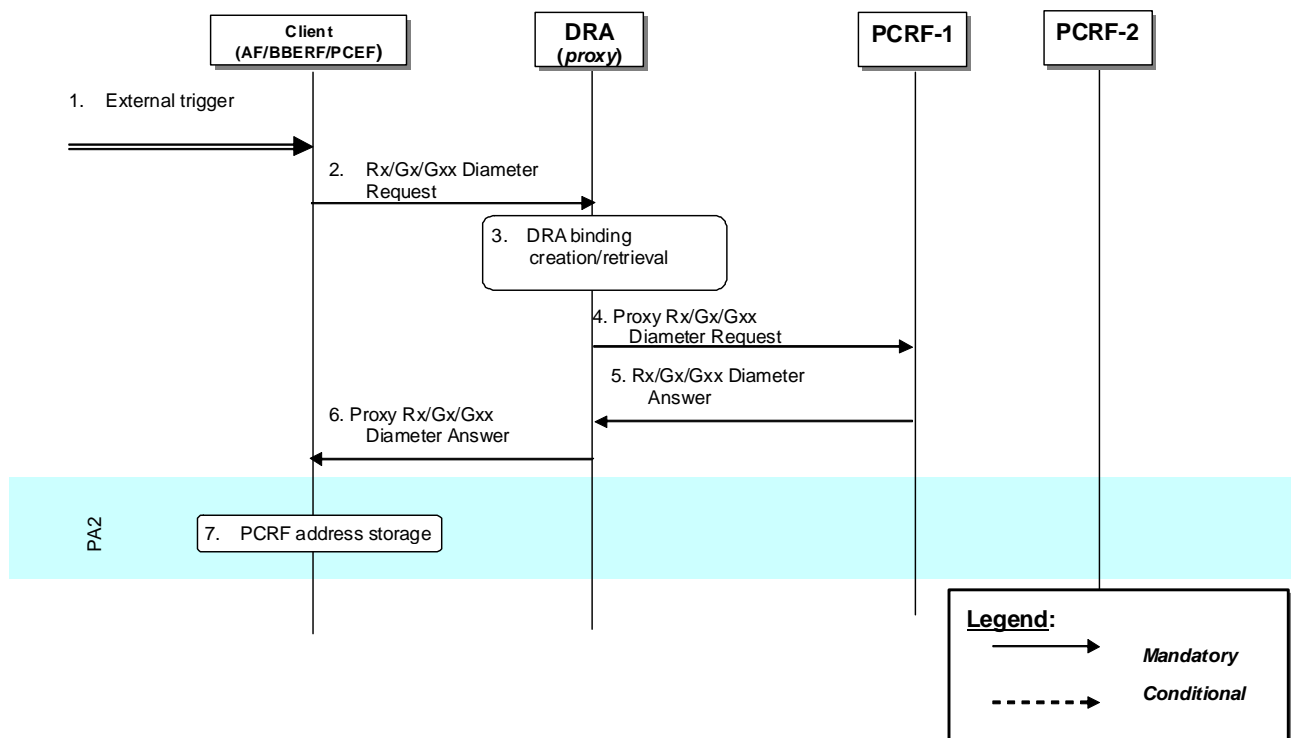 Client
(AF/BBERF/PCEF)
DRA
(proxy)
PCRF-1
PCRF-2
1. External trigger
2. Rx/Gx/Gxx Diameter
Request
3. DRA binding
creation/retrieval
4. Proxy Rx/Gx/Gxx
Diameter Request
5. Rx/Gx/Gxx Diameter
Answer
6. Proxy Rx/Gx/Gxx
Diameter Answer
PA2
7. PCRF address storage
Legend:
Mandatory
Conditional